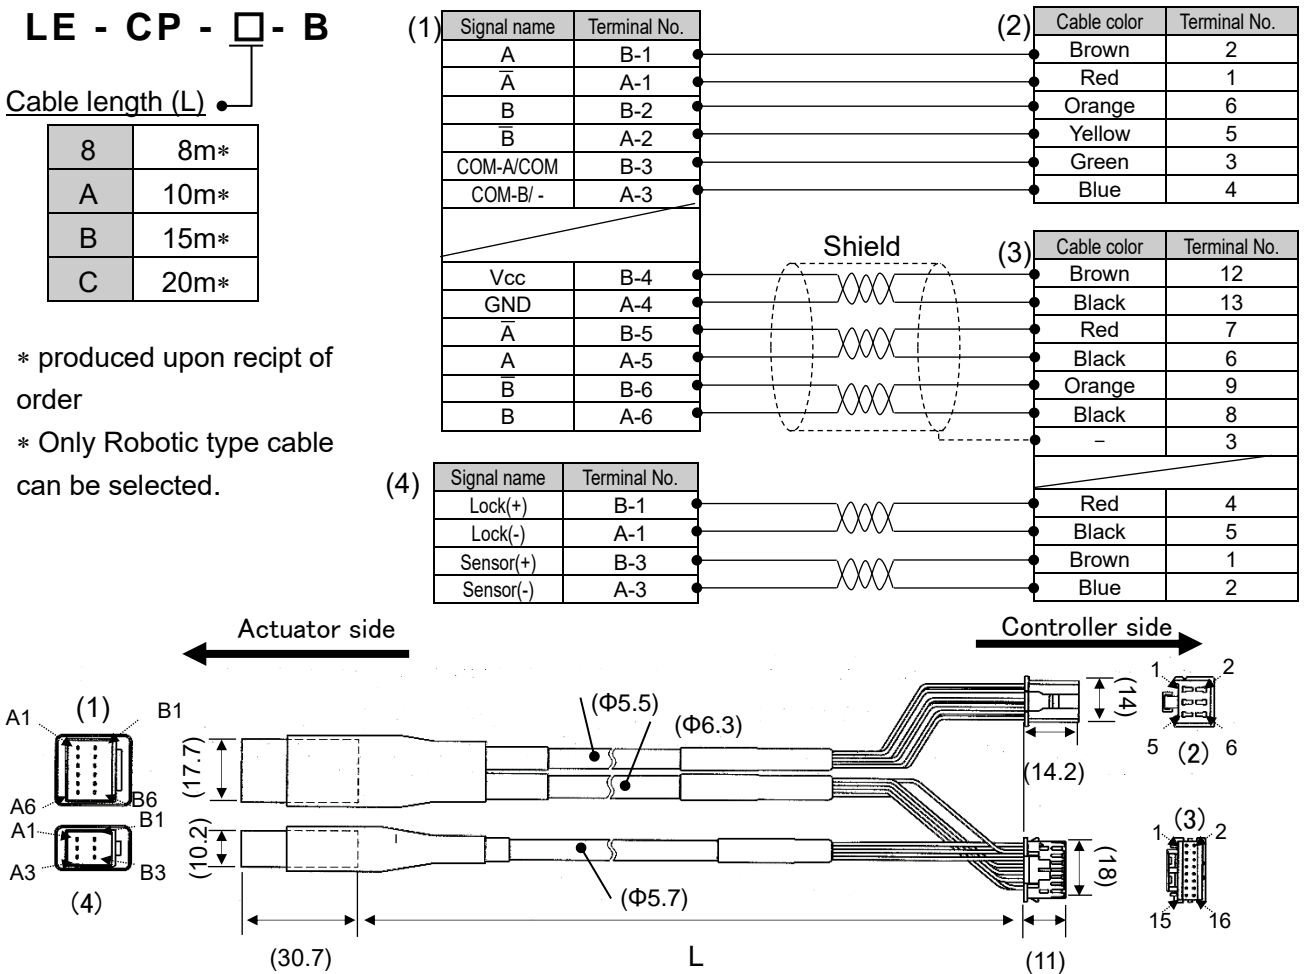 LE - CP - □ - B
Cable length (L)
8 8m*
A 10m*
B 15m*
C 20m*
* produced upon recipt of
order
* Only Robotic type cable
can be selected.
(1)
Signal name Terminal No.
A B-1
A̅ A-1
B B-2
B̅ A-2
COM-A/COM B-3
COM-B/ - A-3
Vcc B-4
GND A-4
A̅ B-5
A A-5
B̅ B-6
B A-6
Shield
(2)
Cable color Terminal No.
Brown 2
Red 1
Orange 6
Yellow 5
Green 3
Blue 4
(3)
Cable color Terminal No.
Brown 12
Black 13
Red 7
Black 6
Orange 9
Black 8
– 3
Red 4
Black 5
Brown 1
Blue 2
(4)
Signal name Terminal No.
Lock(+) B-1
Lock(-) A-1
Sensor(+) B-3
Sensor(-) A-3
Actuator side
Controller side
A1 (1) B1
A6 B6
A1 B1
A3 B3
(4)
(17.7)
(10.2)
(Φ5.5)
(Φ6.3)
(Φ5.7)
(14)
(14.2)
1 2
5 (2) 6
(18)
1 (3) 2
15 16
(30.7)
L
(11)